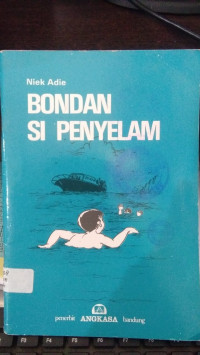 Niek Adie
BONDAN
SI PENYELAM
penerbit ANGKASA bandung